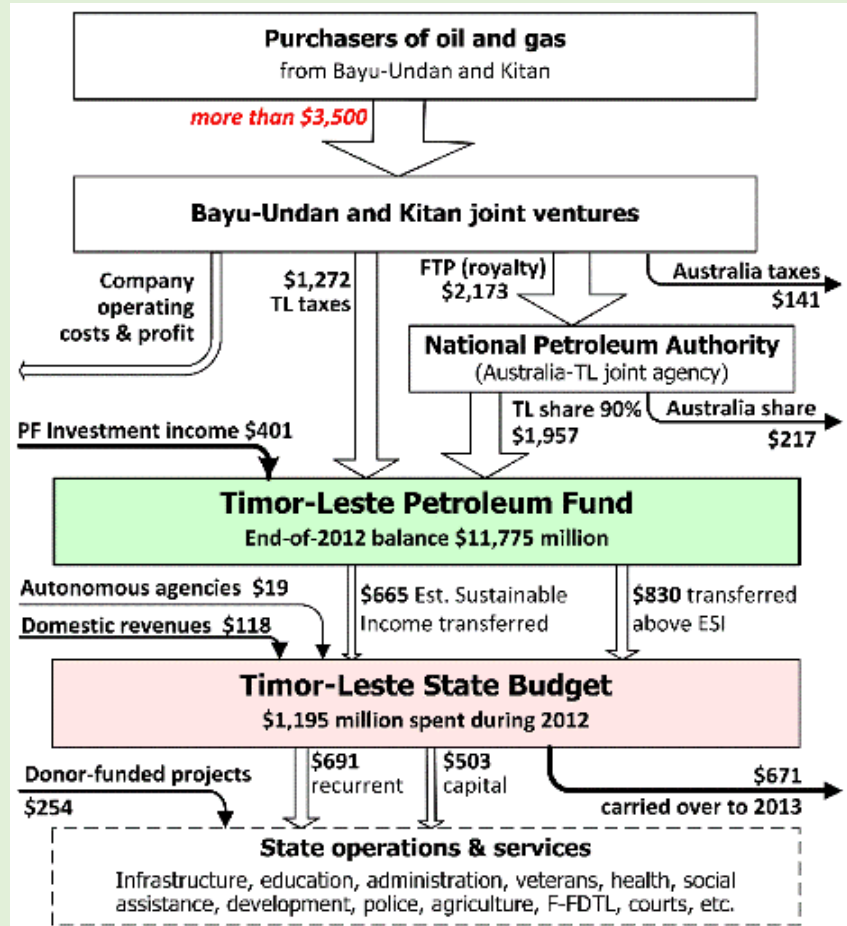 Purchasers of oil and gas
from Bayu-Undan and Kitan
more than $3,500
Bayu-Undan and Kitan joint ventures
Company
operating
costs & profit
$1,272
TL taxes
FTP (royalty)
$2,173
Australia taxes
$141
National Petroleum Authority
(Australia-TL joint agency)
TL share 90%
$1,957
Australia share
$217
PF Investment income $401
Timor-Leste Petroleum Fund
End-of-2012 balance $11,775 million
Autonomous agencies $19
Domestic revenues $118
$665 Est. Sustainable
Income transferred
$830 transferred
above ESI
Timor-Leste State Budget
$1,195 million spent during 2012
Donor-funded projects
$254
$691
recurrent
$503
capital
$671
carried over to 2013
State operations & services
Infrastructure, education, administration, veterans, health, social
assistance, development, police, agriculture, F-FDTL, courts, etc.